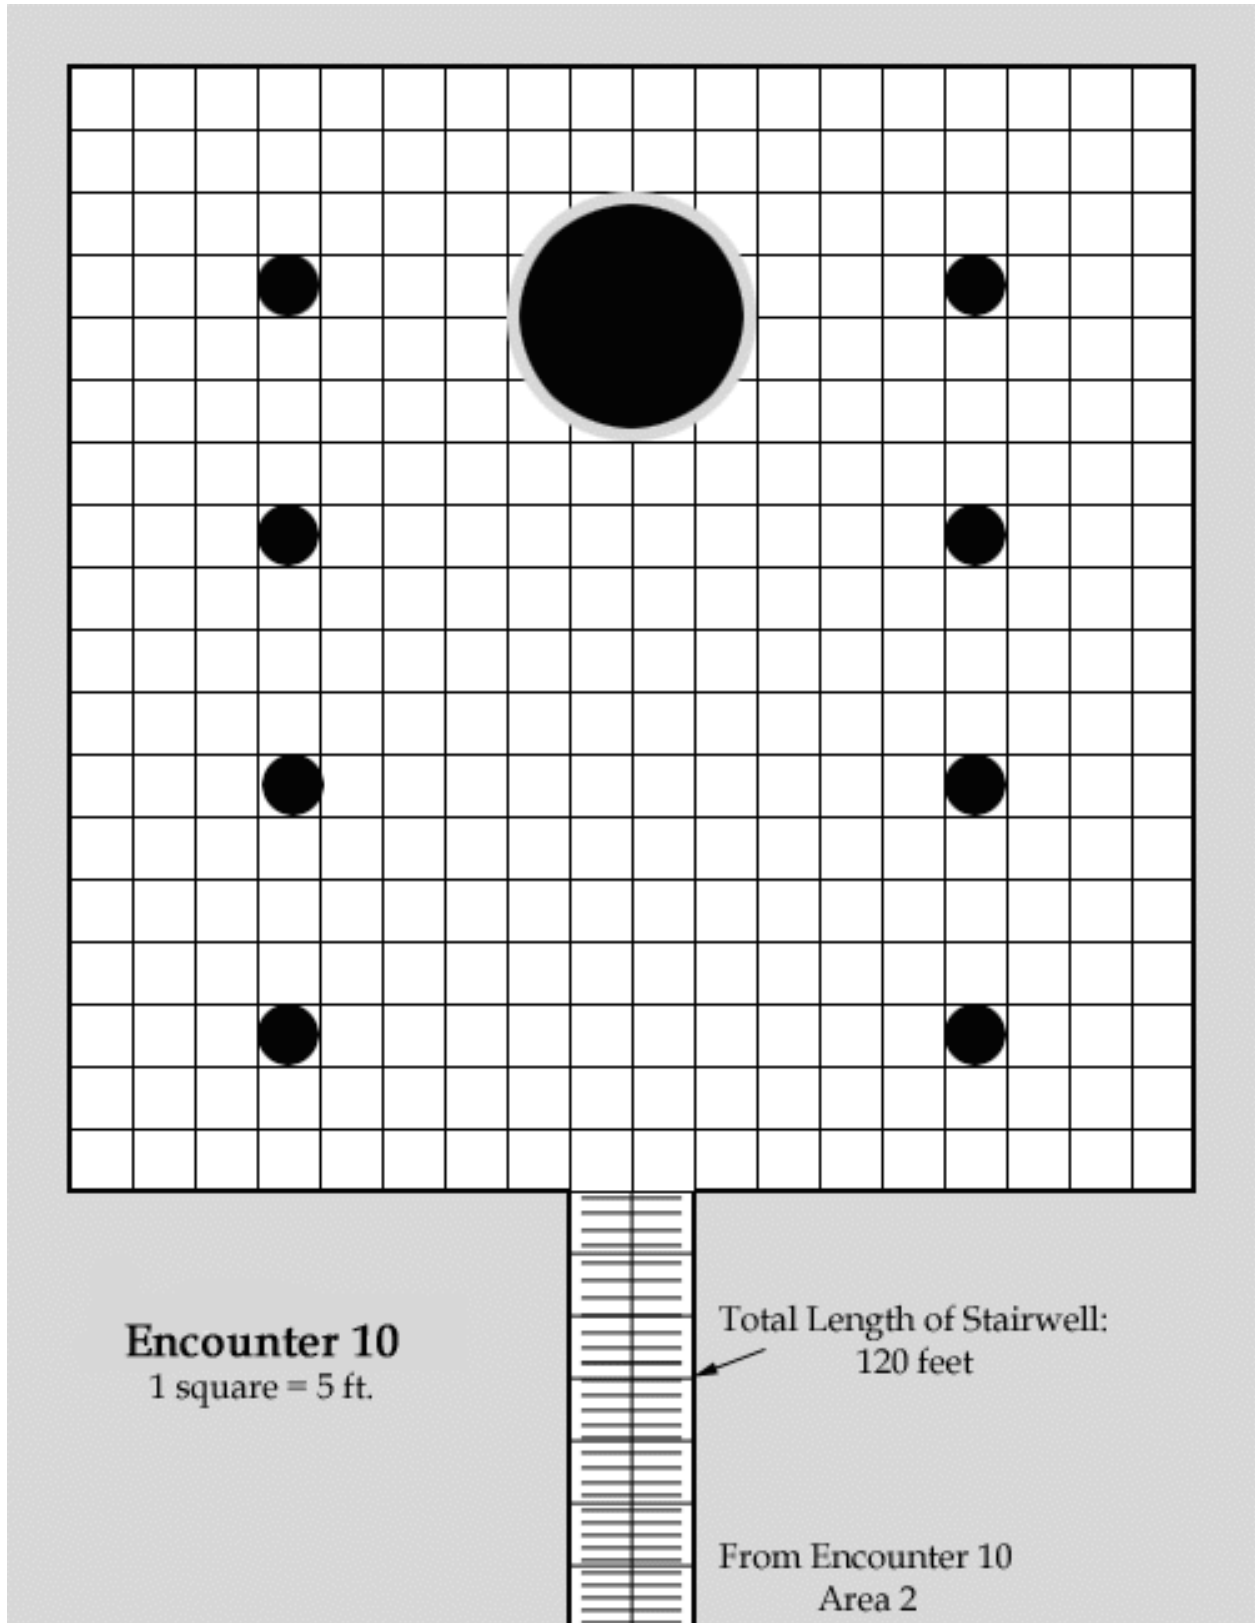 Encounter 10
1 square = 5 ft.
Total Length of Stairwell:
120 feet
From Encounter 10
Area 2